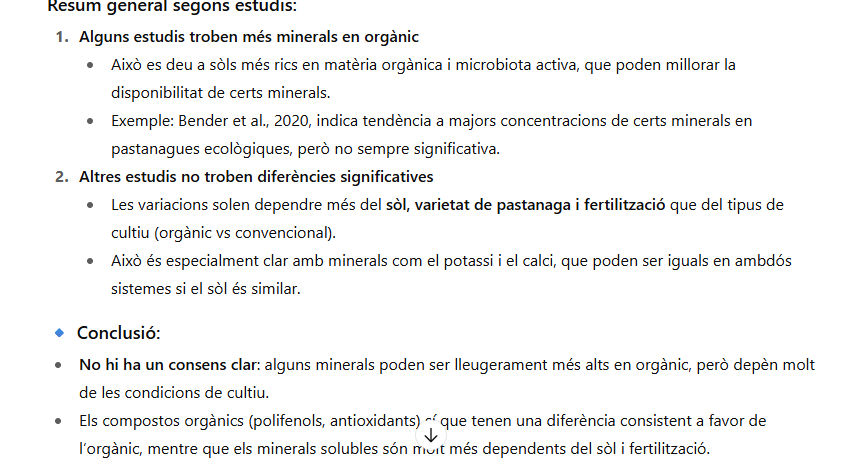 Resum general segons estudis:
1. Alguns estudis troben més minerals en orgànic
• Això es deu a sòls més rics en matèria orgànica i microbiota activa, que poden millorar la
disponibilitat de certs minerals.
• Exemple: Bender et al., 2020, indica tendència a majors concentracions de certs minerals en
pastanagues ecològiques, però no sempre significativa.
2. Altres estudis no troben diferències significatives
• Les variacions solen dependre més del sòl, varietat de pastanaga i fertilització que del tipus de
cultiu (orgànic vs convencional).
• Això és especialment clar amb minerals com el potassi i el calci, que poden ser iguals en ambdós
sistemes si el sòl és similar.
Conclusió:
• No hi ha un consens clar: alguns minerals poden ser lleugerament més alts en orgànic, però depèn molt
de les condicions de cultiu.
• Els compostos orgànics (polifenols, antioxidants) sí que tenen una diferència consistent a favor de
l’orgànic, mentre que els minerals solubles són molt més dependents del sòl i fertilització.